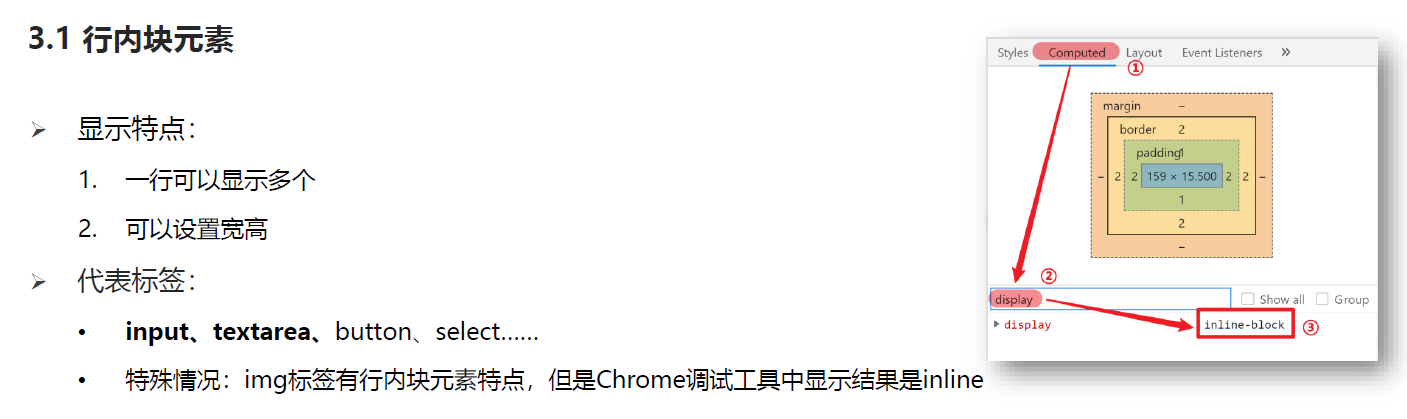 3.1 行内块元素
➢ 显示特点：
1. 一行可以显示多个
2. 可以设置宽高
➢ 代表标签：
• input、textarea、button、select……
• 特殊情况：img标签有行内块元素特点，但是Chrome调试工具中显示结果是inline
Styles Computed Layout Event Listeners »
①
margin –
border 2
padding1
– 2 2 159 × 15.500 2 2 –
1
2
–
②
display Show all Group
display inline-block ③